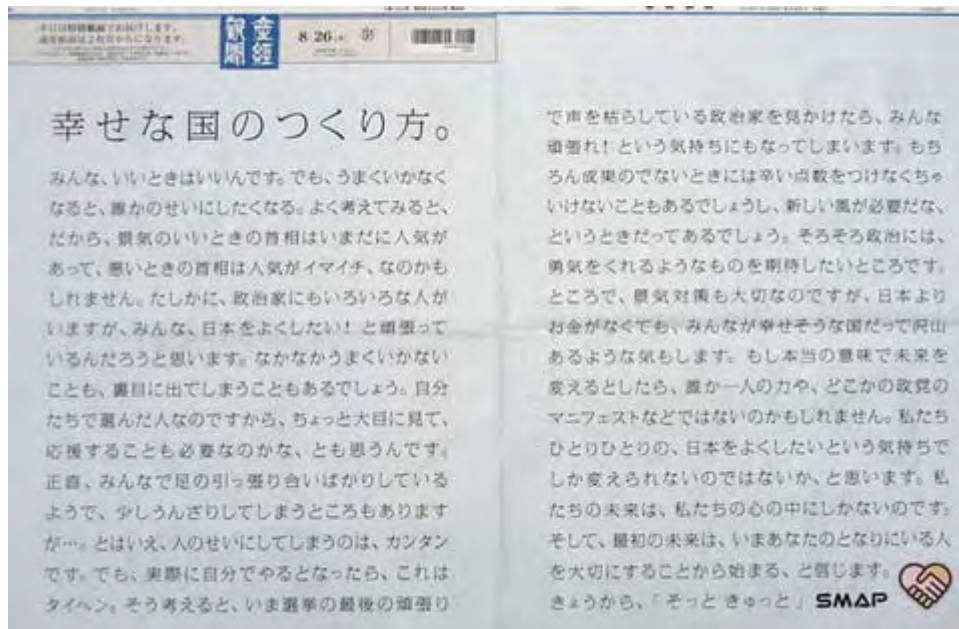 本日は特別紙面でお届けします。
通常紙面は2枚目からになります。
産經新聞
8・26
幸せな国のつくり方。
みんな、いいときはいいんです。でも、うまくいかなく
なると、誰かのせいにしたくなる。よく考えてみると、
だから、景気のいいときの首相はいまだに人気が
あって、悪いときの首相は人気がイマイチ、なのかも
しれません。たしかに、政治家にもいろいろな人が
いますが、みんな、日本をよくしたい！と頑張って
いるんだろうと思います。なかなかうまくいかない
ことも、裏目に出てしまうこともあるでしょう。自分
たちで選んだ人なのですから、ちょっと大目に見て、
応援することも必要なのかな、とも思うんです。
正直、みんなで足の引っ張り合いばかりしている
ようで、少しうんざりしてしまうところもあります
が…。とはいえ、人のせいにしてしまうのは、カンタン
です。でも、実際に自分でやるとなったら、これは
タイヘン。そう考えると、いま選挙の最後の頑張り
で声を枯らしている政治家を見かけたら、みんな
頑張れ！という気持ちにもなってしまいます。もち
ろん成果のでないときには辛い点数をつけなくちゃ
いけないこともあるでしょうし、新しい風が必要だな、
というときだってあるでしょう。そろそろ政治には、
勇気をくれるようなものを期待したいところです。
ところで、景気対策も大切なのですが、日本より
お金がなくても、みんなが幸せそうな国だって沢山
あるような気もします。もし本当の意味で未来を
変えるとしたら、誰か一人の力や、どこかの政党の
マニフェストなどではないのかもしれません。私たち
ひとりひとりの、日本をよくしたいという気持ちで
しか変えられないのではないか、と思います。私
たちの未来は、私たちの心の中にしかないのです。
そして、最初の未来は、いまあなたのとなりにいる人
を大切にすることから始まる、と信じます。
きょうから、「そっと きゅっと」SMAP